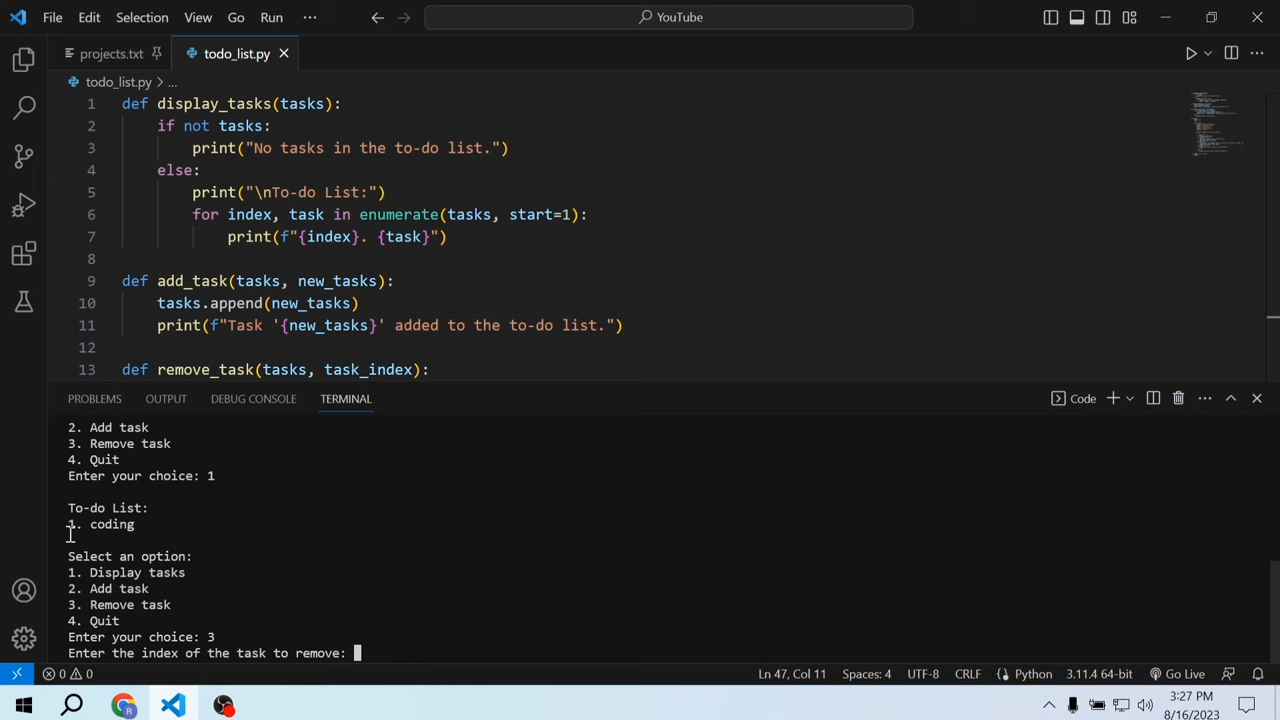 File Edit Selection View Go Run ··· YouTube
projects.txt todo_list.py
todo_list.py > ...
1 def display_tasks(tasks):
2 if not tasks:
3 print("No tasks in the to-do list.")
4 else:
5 print("\nTo-do List:")
6 for index, task in enumerate(tasks, start=1):
7 print(f"{index}. {task}")
8
9 def add_task(tasks, new_tasks):
10 tasks.append(new_tasks)
11 print(f"Task '{new_tasks}' added to the to-do list.")
12
13 def remove_task(tasks, task_index):
PROBLEMS OUTPUT DEBUG CONSOLE TERMINAL Code
2. Add task
3. Remove task
4. Quit
Enter your choice: 1
To-do List:
1. coding
Select an option:
1. Display tasks
2. Add task
3. Remove task
4. Quit
Enter your choice: 3
Enter the index of the task to remove:
0 0 Ln 47, Col 11 Spaces: 4 UTF-8 CRLF Python 3.11.4 64-bit Go Live
3:27 PM
8/16/2023